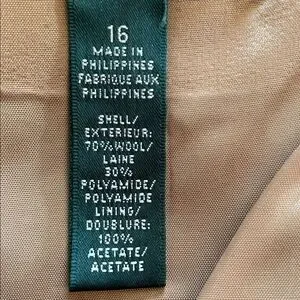 16
MADE IN
PHILIPPINES
FABRIQUE AUX
PHILIPPINES
SHELL/
EXTERIEUR:
70% WOOL/
LAINE
30%
POLYAMIDE/
POLYAMIDE
LINING/
DOUBLURE:
100%
ACETATE/
ACETATE